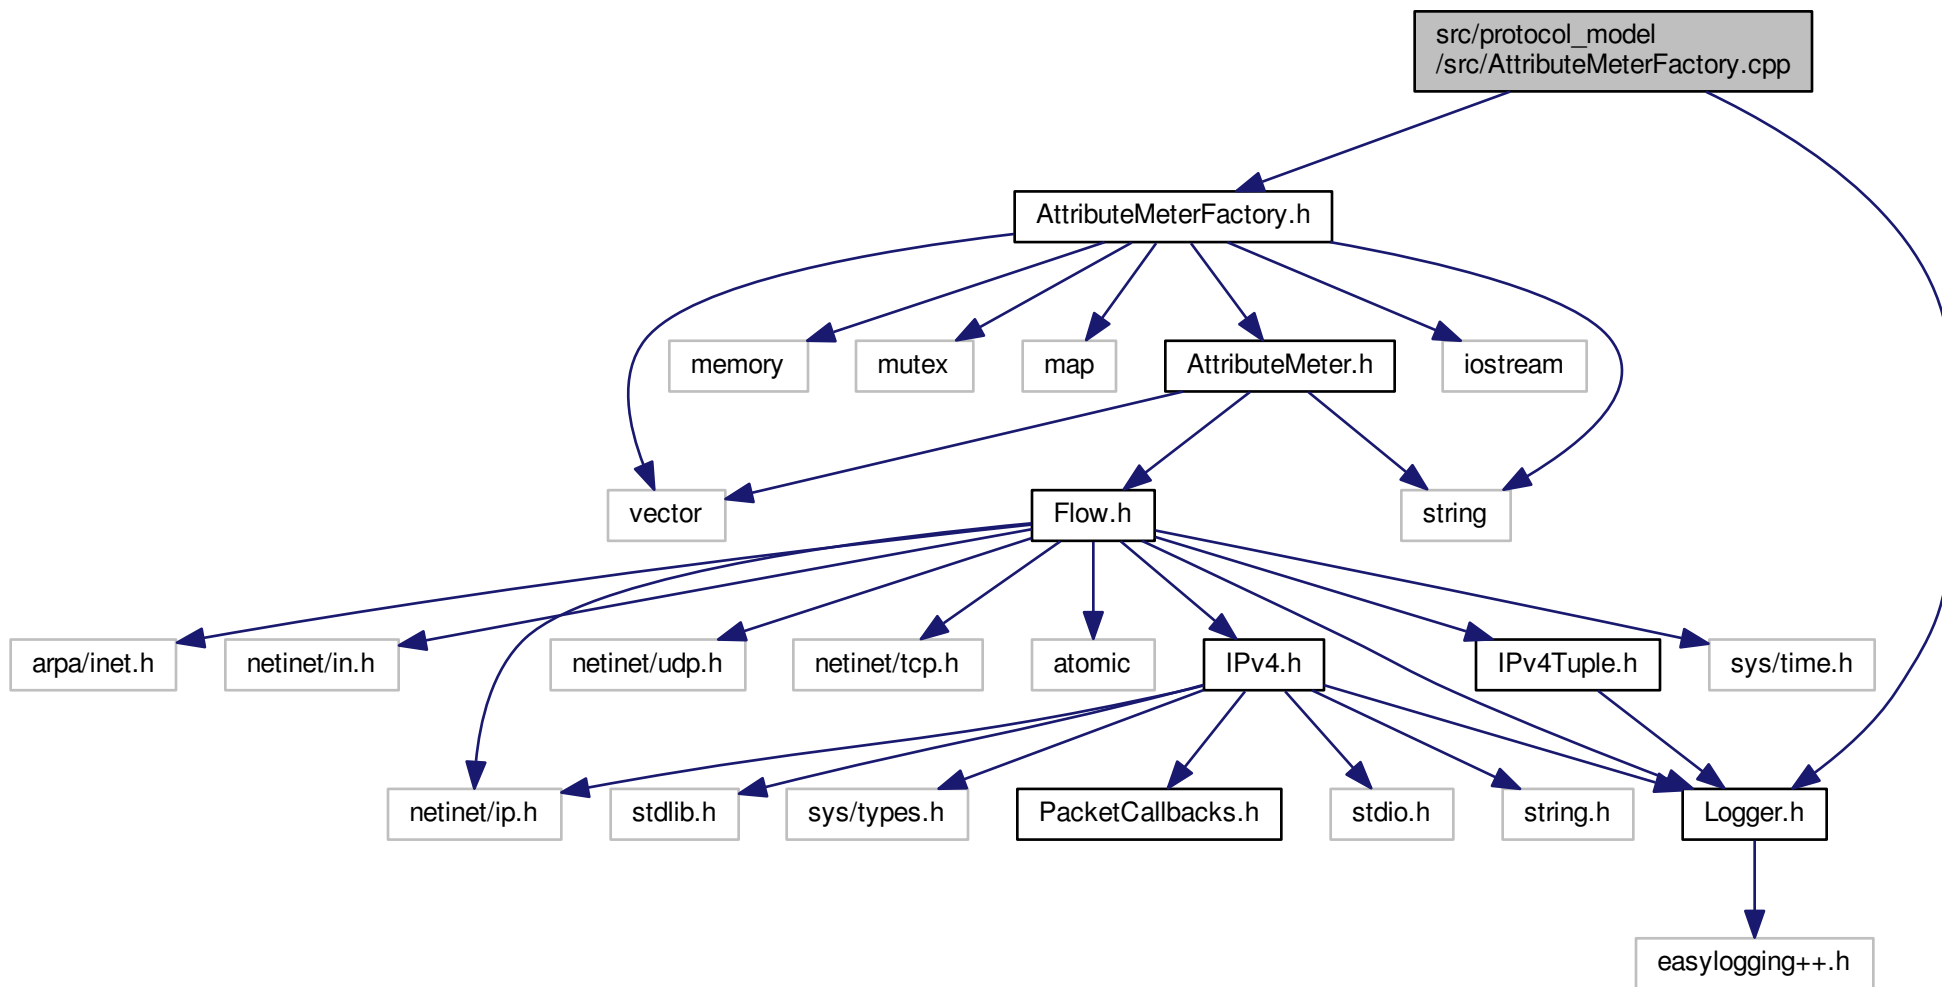 src/protocol_model
/src/AttributeMeterFactory.cpp
AttributeMeterFactory.h
memory
mutex
map
AttributeMeter.h
iostream
vector
Flow.h
string
arpa/inet.h
netinet/in.h
netinet/udp.h
netinet/tcp.h
atomic
IPv4.h
IPv4Tuple.h
sys/time.h
netinet/ip.h
stdlib.h
sys/types.h
PacketCallbacks.h
stdio.h
string.h
Logger.h
easylogging++.h